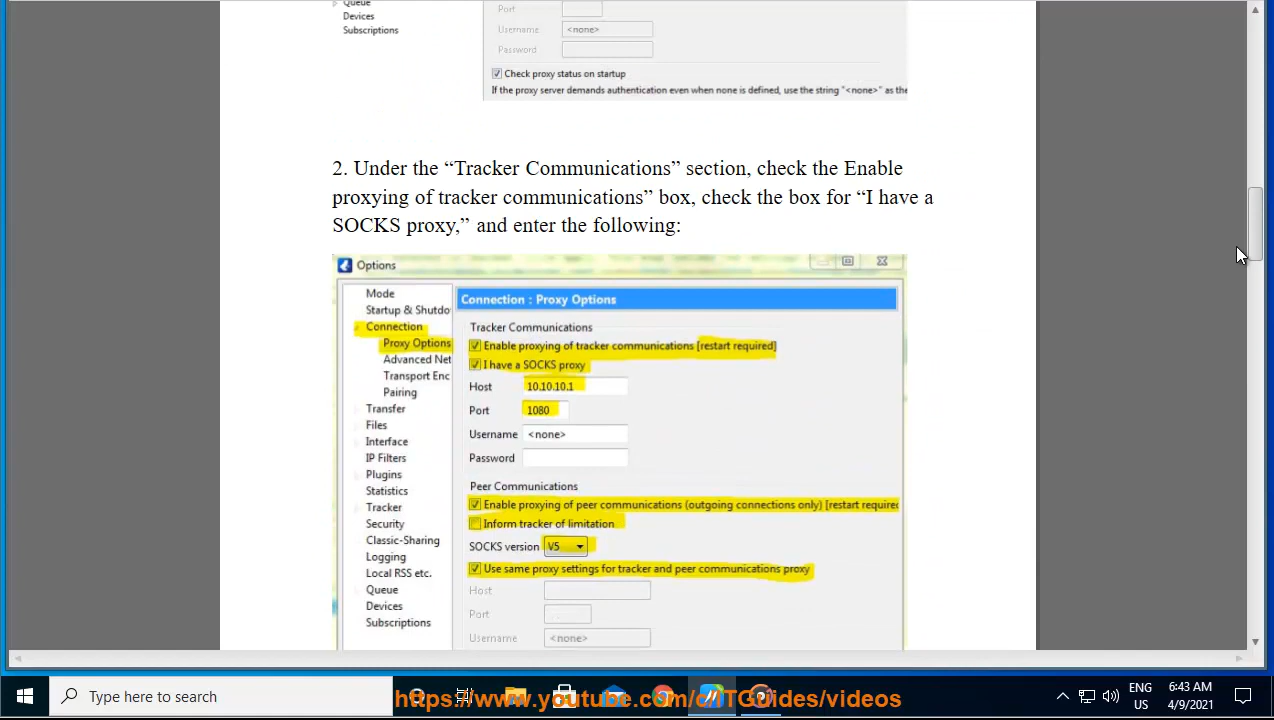 Queue
Devices
Subscriptions
Port
Username <none>
Password
Check proxy status on startup
If the proxy server demands authentication even when none is defined, use the string "<none>" as the
2. Under the “Tracker Communications” section, check the Enable
proxying of tracker communications” box, check the box for “I have a
SOCKS proxy,” and enter the following:
Options
Mode
Startup & Shutdo
Connection
Proxy Options
Advanced Net
Transport Enc
Pairing
Transfer
Files
Interface
IP Filters
Plugins
Statistics
Tracker
Security
Classic-Sharing
Logging
Local RSS etc.
Queue
Devices
Subscriptions
Connection : Proxy Options
Tracker Communications
Enable proxying of tracker communications [restart required]
I have a SOCKS proxy
Host 10.10.10.1
Port 1080
Username <none>
Password
Peer Communications
Enable proxying of peer communications (outgoing connections only) [restart required
Inform tracker of limitation
SOCKS version V5
Use same proxy settings for tracker and peer communications proxy
Host
Port
Username <none>
Type here to search
https://www.youtube.com/c/ITGuides/videos
ENG
US
6:43 AM
4/9/2021